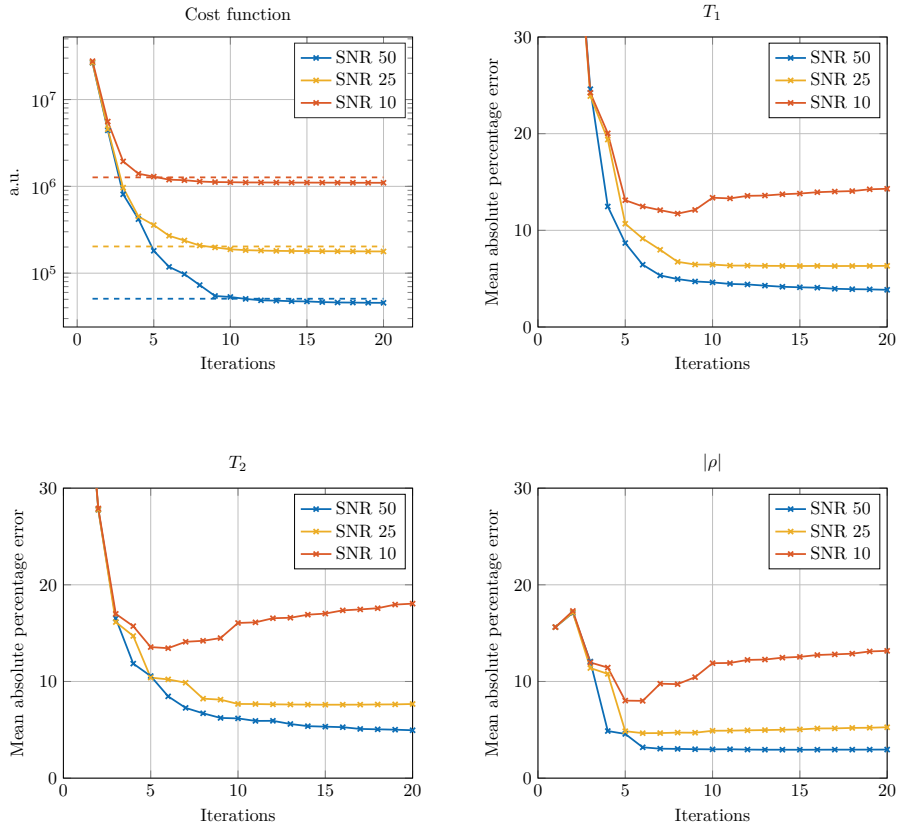 Cost function
SNR 50
SNR 25
SNR 10
10^7
10^6
10^5
a.u.
0 5 10 15 20
Iterations
T_1
SNR 50
SNR 25
SNR 10
30
20
10
0
Mean absolute percentage error
0 5 10 15 20
Iterations
T_2
SNR 50
SNR 25
SNR 10
30
20
10
0
Mean absolute percentage error
0 5 10 15 20
Iterations
|ρ|
SNR 50
SNR 25
SNR 10
30
20
10
0
Mean absolute percentage error
0 5 10 15 20
Iterations